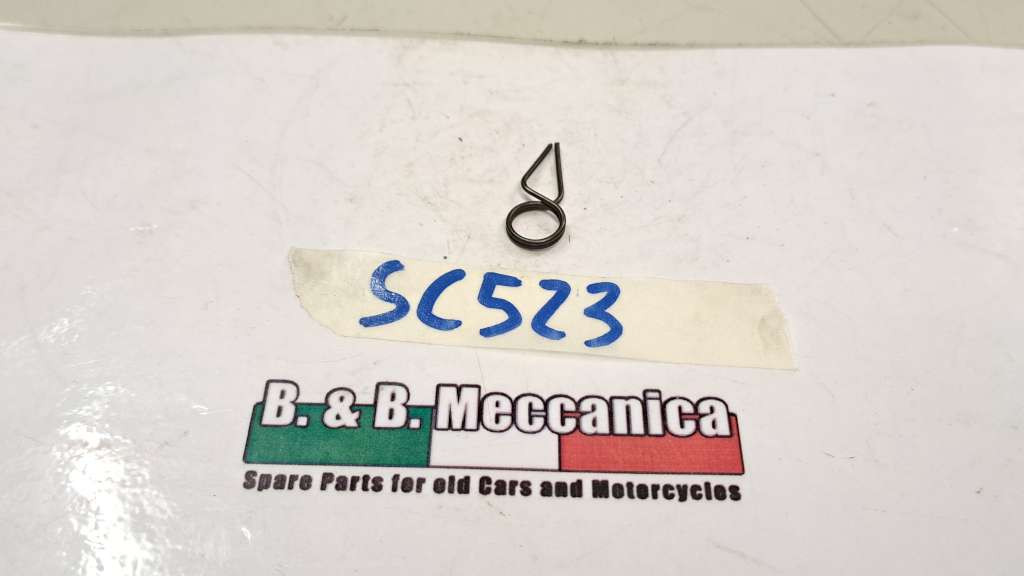 SC523
B. & B. Meccanica
Spare Parts for old Cars and Motorcycles